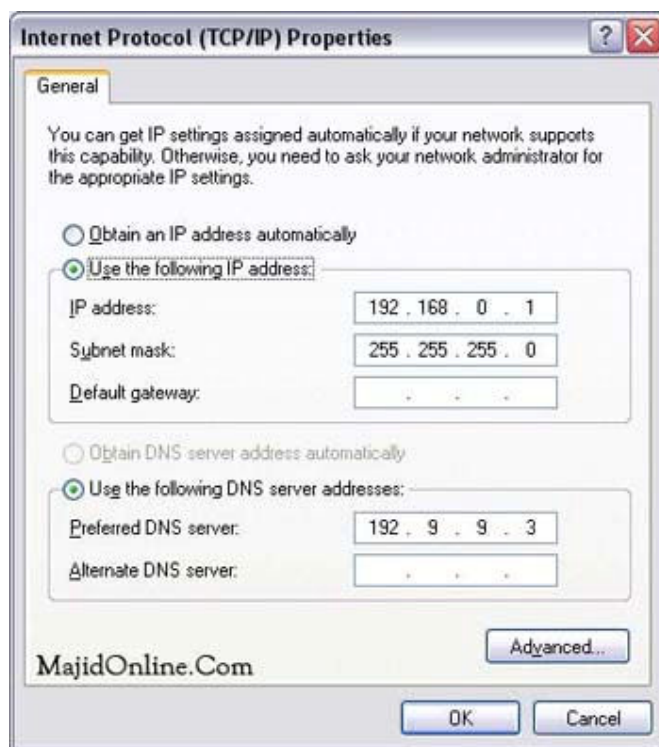 Internet Protocol (TCP/IP) Properties
General
You can get IP settings assigned automatically if your network supports
this capability. Otherwise, you need to ask your network administrator for
the appropriate IP settings.
Obtain an IP address automatically
Use the following IP address:
IP address: 192 . 168 . 0 . 1
Subnet mask: 255 . 255 . 255 . 0
Default gateway: . . .
Obtain DNS server address automatically
Use the following DNS server addresses:
Preferred DNS server: 192 . 9 . 9 . 3
Alternate DNS server: . . .
Advanced...
MajidOnline.Com
OK Cancel